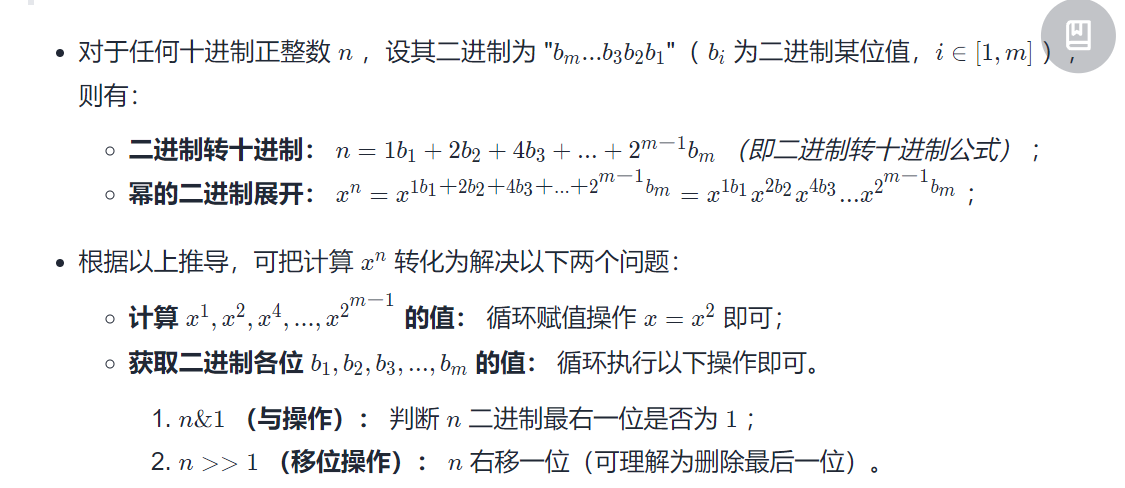 • 对于任何十进制正整数 n ，设其二进制为 "b_m...b_3b_2b_1"（ b_i 为二进制某位值，i ∈ [1, m] ），
则有：
○ 二进制转十进制： n = 1b_1 + 2b_2 + 4b_3 + ... + 2^{m−1}b_m （即二进制转十进制公式） ；
○ 幂的二进制展开： x^n = x^{1b_1+2b_2+4b_3+...+2^{m−1}b_m} = x^{1b_1}x^{2b_2}x^{4b_3}...x^{2^{m−1}b_m} ；
• 根据以上推导，可把计算 x^n 转化为解决以下两个问题：
○ 计算 x^1, x^2, x^4, ..., x^{2^{m−1}} 的值： 循环赋值操作 x = x^2 即可；
○ 获取二进制各位 b_1, b_2, b_3, ..., b_m 的值： 循环执行以下操作即可。
1. n&1 （与操作）： 判断 n 二进制最右一位是否为 1 ；
2. n >> 1 （移位操作）： n 右移一位（可理解为删除最后一位）。